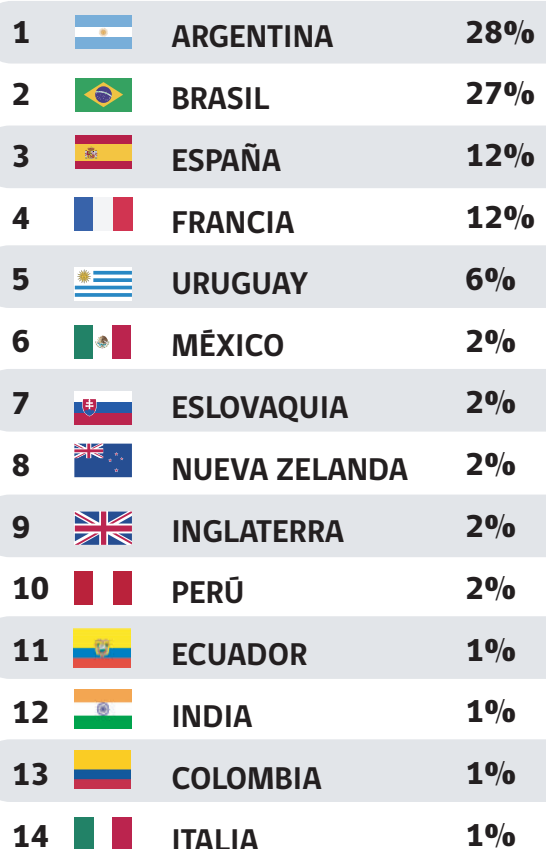 1 ARGENTINA 28%
2 BRASIL 27%
3 ESPAÑA 12%
4 FRANCIA 12%
5 URUGUAY 6%
6 MÉXICO 2%
7 ESLOVAQUIA 2%
8 NUEVA ZELANDA 2%
9 INGLATERRA 2%
10 PERÚ 2%
11 ECUADOR 1%
12 INDIA 1%
13 COLOMBIA 1%
14 ITALIA 1%